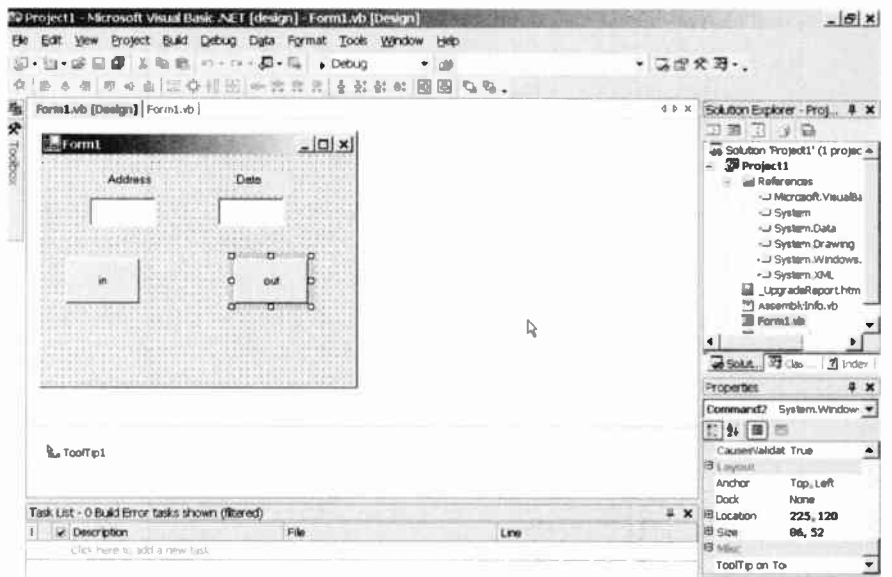 Project1 - Microsoft Visual Basic .NET [design] - Form1.vb [Design]
File Edit View Project Build Debug Data Format Tools Window Help
Debug
Form1.vb [Design] Form1.vb
Toolbox
Form1
Address Data
in out
ToolTip1
Solution Explorer - Proj...
Solution 'Project1' (1 projec
Project1
References
Microsoft.VisualBa
System
System.Data
System.Drawing
System.Windows.
System.XML
_UpgradeReport.htm
AssemblyInfo.vb
Form1.vb
Solut... Clas... Index
Properties
Command2 System.Window
CausesValidat True
Layout
Anchor Top, Left
Dock None
Location 225, 120
Size 86, 52
Misc
ToolTip on To
Task List - 0 Build Error tasks shown (filtered)
! Description File Line
Click here to add a new task